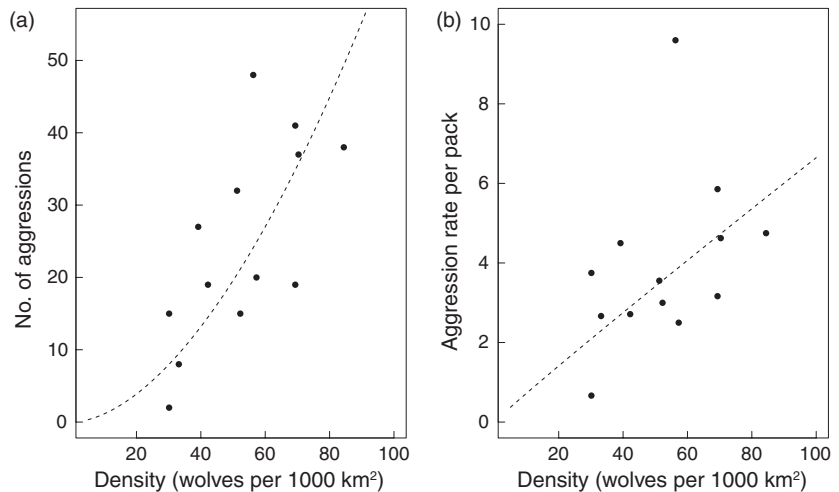 (a)
No. of aggressions
50
40
30
20
10
0
20 40 60 80 100
Density (wolves per 1000 km²)
(b)
Aggression rate per pack
10
8
6
4
2
0
20 40 60 80 100
Density (wolves per 1000 km²)